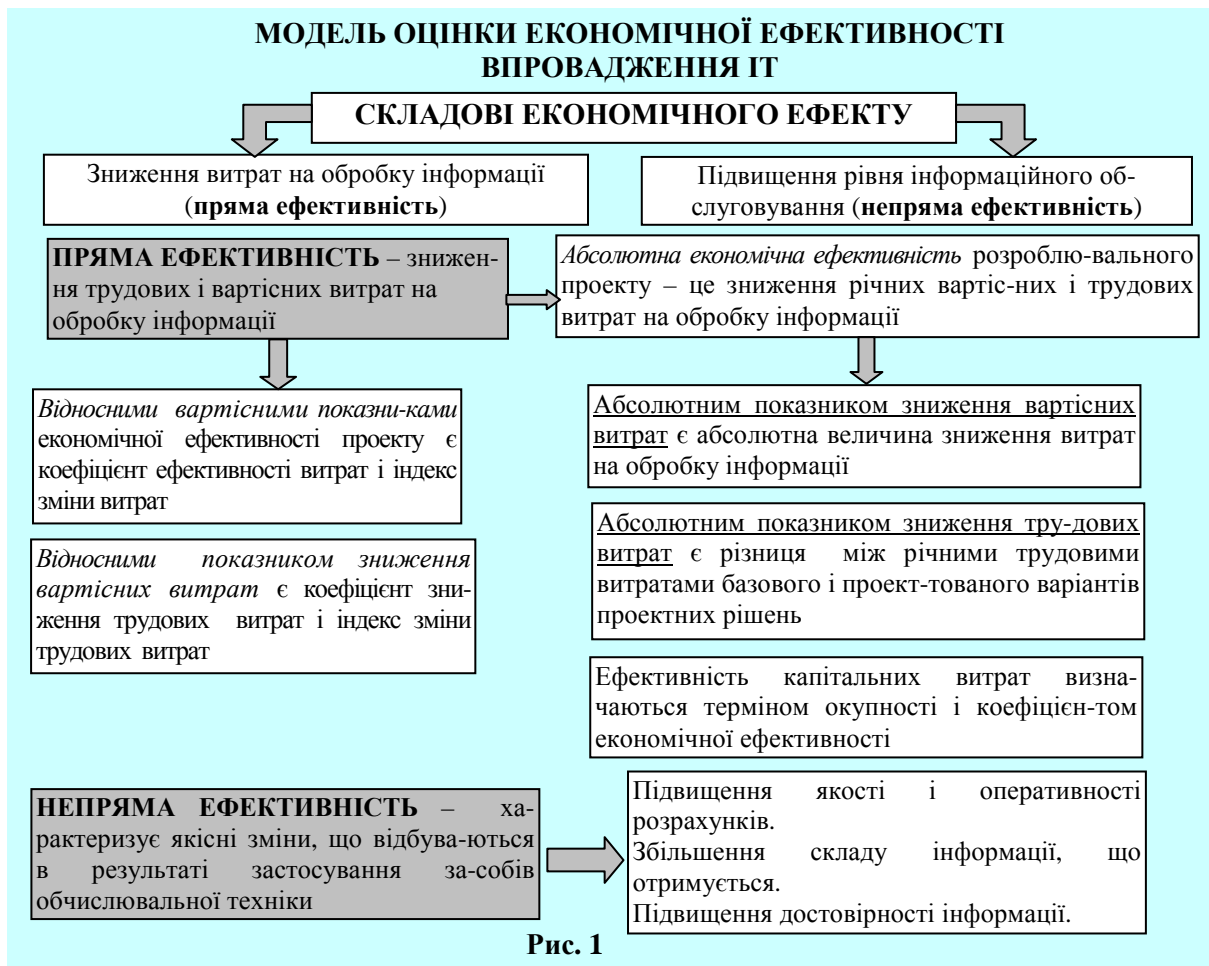 МОДЕЛЬ ОЦІНКИ ЕКОНОМІЧНОЇ ЕФЕКТИВНОСТІ
ВПРОВАДЖЕННЯ ІТ
СКЛАДОВІ ЕКОНОМІЧНОГО ЕФЕКТУ
Зниження витрат на обробку інформації
(пряма ефективність)
Підвищення рівня інформаційного об-
слуговування (непряма ефективність)
ПРЯМА ЕФЕКТИВНІСТЬ – знижен-
ня трудових і вартісних витрат на
обробку інформації
Абсолютна економічна ефективність розроблю-вального
проекту – це зниження річних вартіс-них і трудових
витрат на обробку інформації
Відносними вартісними показни-ками
економічної ефективності проекту є
коефіцієнт ефективності витрат і індекс
зміни витрат
Відносними показником зниження
вартісних витрат є коефіцієнт зни-
ження трудових витрат і індекс зміни
трудових витрат
Абсолютним показником зниження вартісних
витрат є абсолютна величина зниження витрат
на обробку інформації
Абсолютним показником зниження тру-дових
витрат є різниця між річними трудовими
витратами базового і проект-тованого варіантів
проектних рішень
Ефективність капітальних витрат визна-
чаються терміном окупності і коефіцієн-том
економічної ефективності
НЕПРЯМА ЕФЕКТИВНІСТЬ – ха-
рактеризує якісні зміни, що відбува-ються
в результаті застосування за-собів
обчислювальної техніки
Підвищення якості і оперативності
розрахунків.
Збільшення складу інформації, що
отримується.
Підвищення достовірності інформації.
Рис. 1